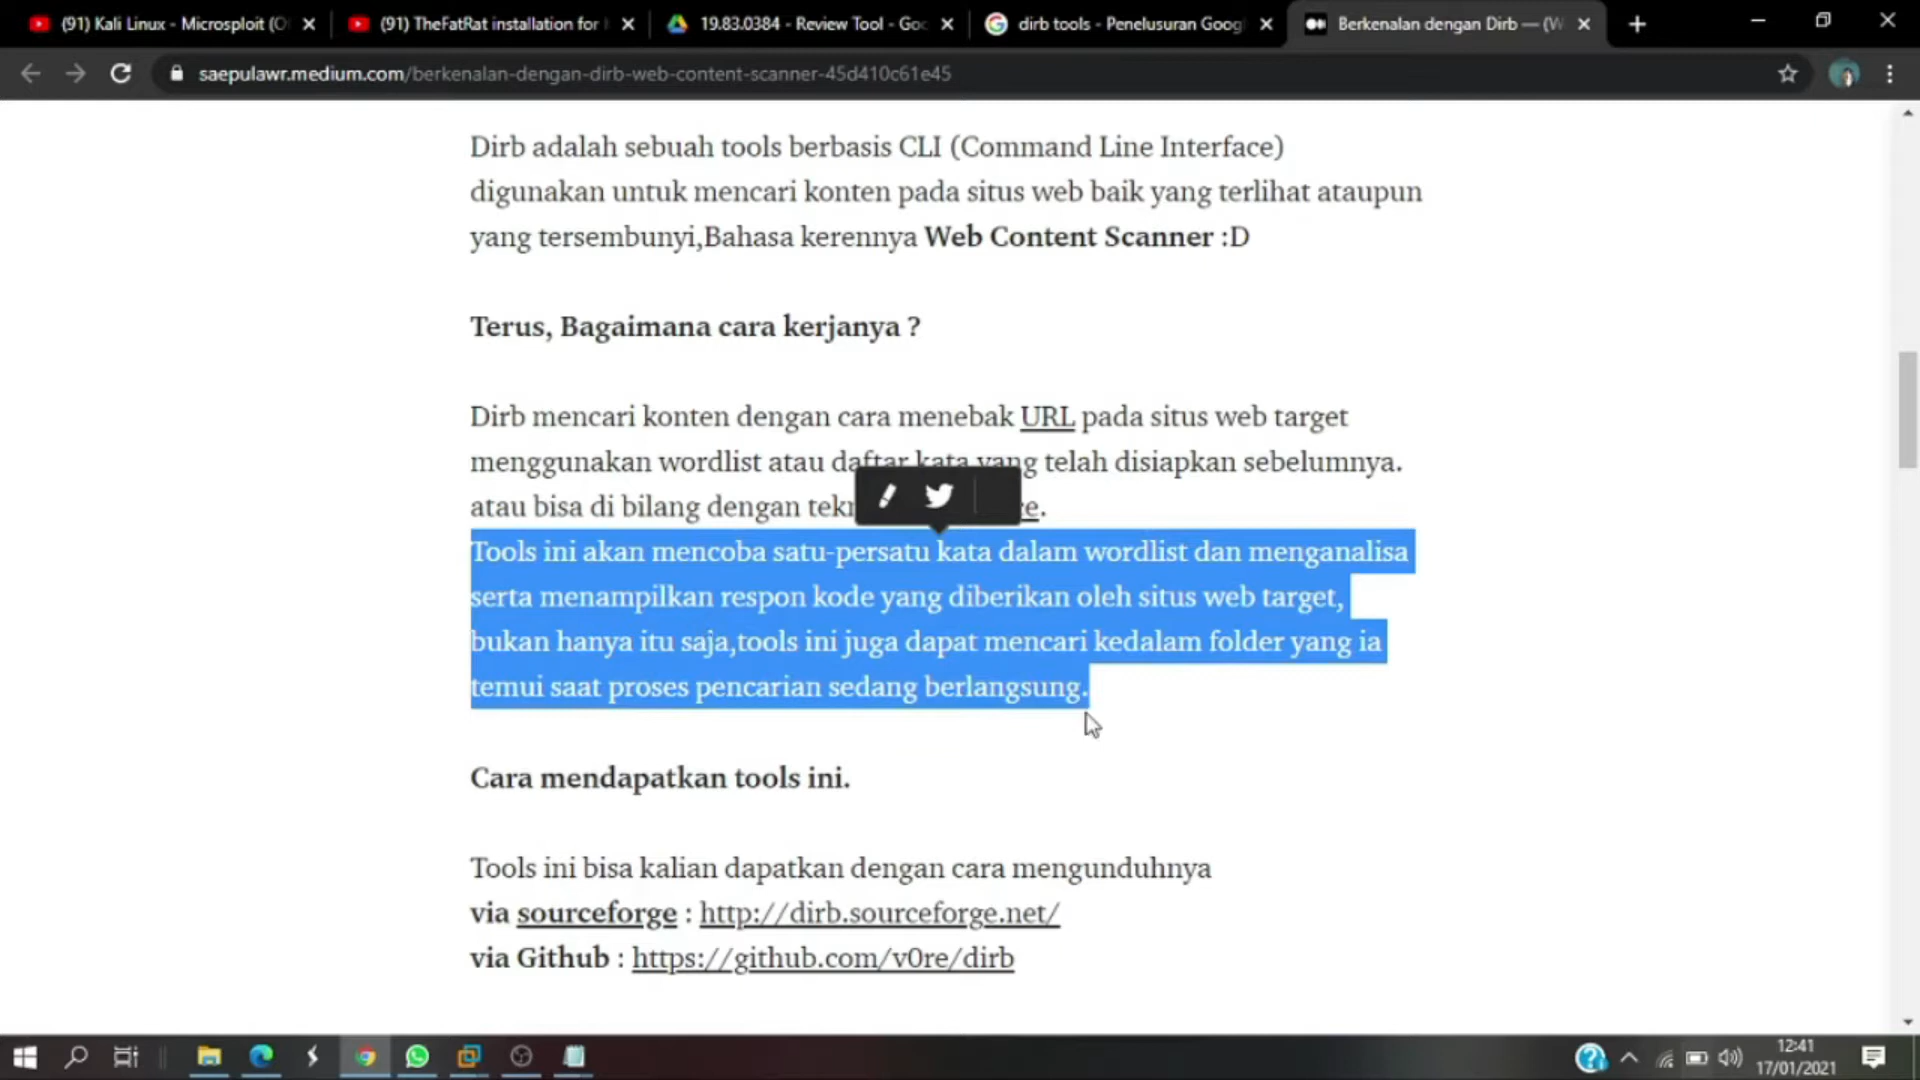 (91) Kali Linux - Microsploit (O
(91) TheFatRat installation for
19.83.0384 - Review Tool - Goo
dirb tools - Penelusuran Goog
Berkenalan dengan Dirb — (W
saepulawr.medium.com/berkenalan-dengan-dirb-web-content-scanner-45d410c61e45
Dirb adalah sebuah tools berbasis CLI (Command Line Interface)
digunakan untuk mencari konten pada situs web baik yang terlihat ataupun
yang tersembunyi,Bahasa kerennya Web Content Scanner :D
Terus, Bagaimana cara kerjanya ?
Dirb mencari konten dengan cara menebak URL pada situs web target
menggunakan wordlist atau daftar kata yang telah disiapkan sebelumnya.
atau bisa di bilang dengan
Tools ini akan mencoba satu-persatu kata dalam wordlist dan menganalisa
serta menampilkan respon kode yang diberikan oleh situs web target,
bukan hanya itu saja,tools ini juga dapat mencari kedalam folder yang ia
temui saat proses pencarian sedang berlangsung.
Cara mendapatkan tools ini.
Tools ini bisa kalian dapatkan dengan cara mengunduhnya
via sourceforge : http://dirb.sourceforge.net/
via Github : https://github.com/v0re/dirb
12:41
17/01/2021